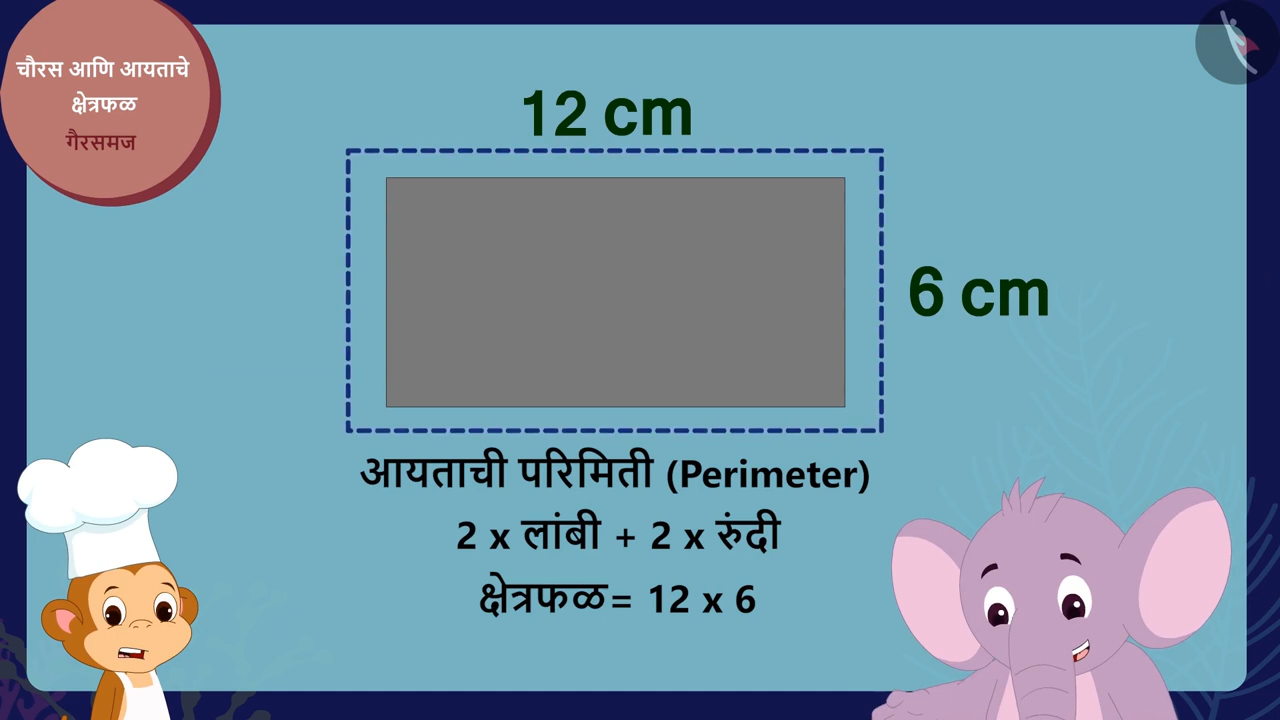 चौरस आणि आयताचे
क्षेत्रफळ
गैरसमज
12 cm
6 cm
आयताची परिमिती (Perimeter)
2 x लांबी + 2 x रुंदी
क्षेत्रफळ= 12 x 6